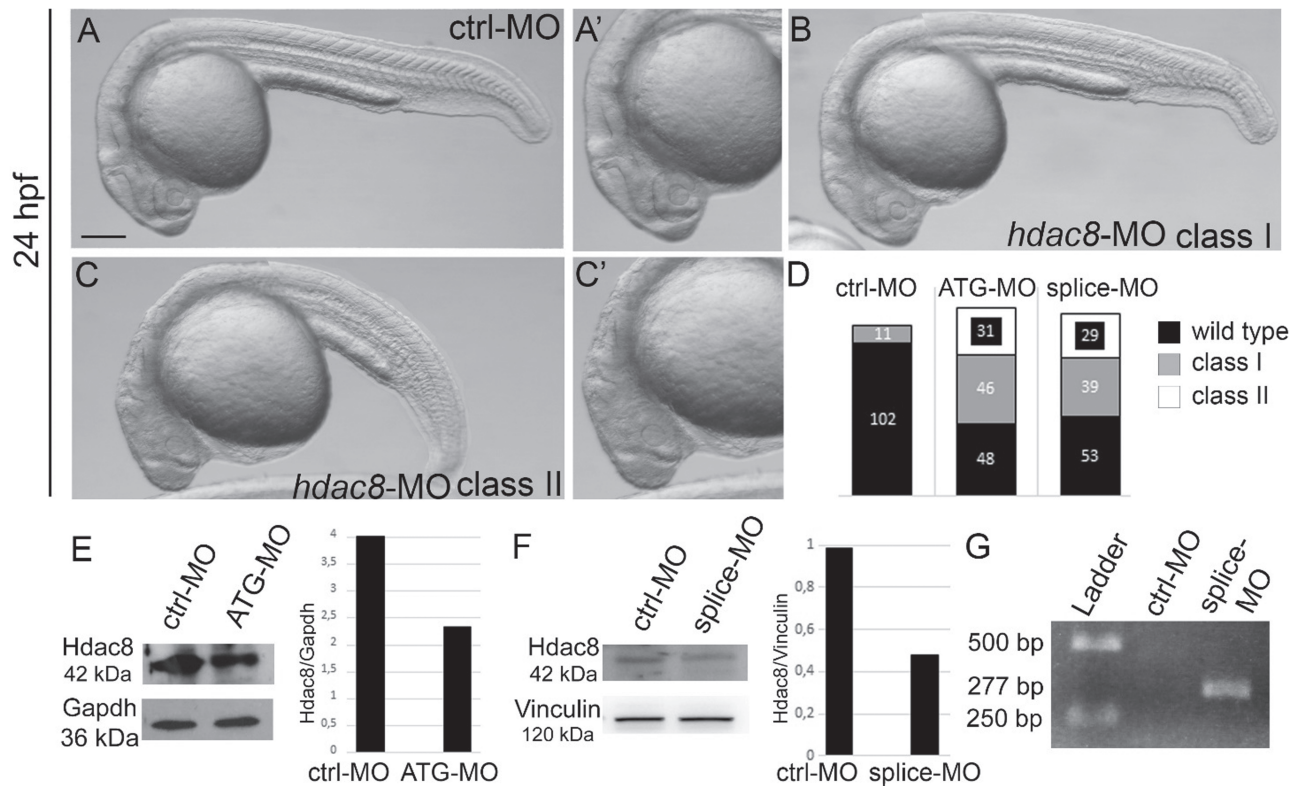 24 hpf
A
ctrl-MO
A'
B
hdac8-MO class I
C
hdac8-MO class II
C'
D
ctrl-MO ATG-MO splice-MO
11
102
31
46
48
29
39
53
wild type
class I
class II
E
ctrl-MO
ATG-MO
Hdac8
42 kDa
Gapdh
36 kDa
Hdac8/Gapdh
4
3,5
3
2,5
2
1,5
1
0,5
0
ctrl-MO ATG-MO
F
ctrl-MO
splice-MO
Hdac8
42 kDa
Vinculin
120 kDa
Hdac8/Vinculin
1
0,8
0,6
0,4
0,2
0
ctrl-MO splice-MO
G
Ladder
ctrl-MO
splice-
MO
500 bp
277 bp
250 bp